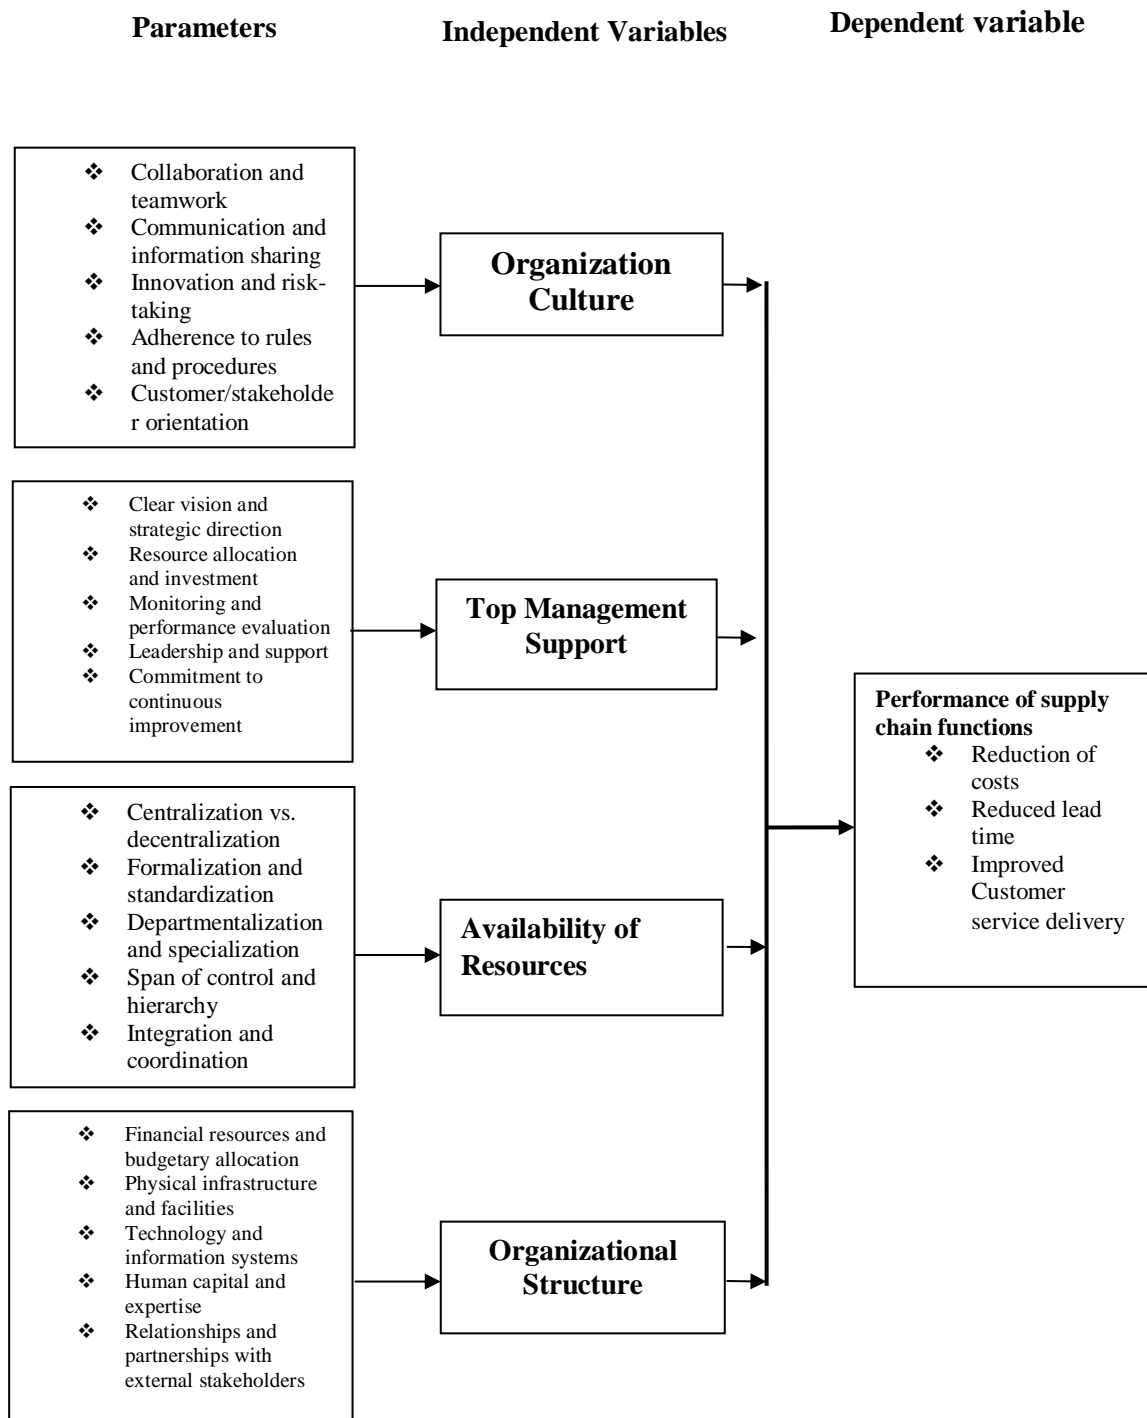 Parameters
Independent Variables
Dependent variable
❖ Collaboration and
teamwork
❖ Communication and
information sharing
❖ Innovation and risk-
taking
❖ Adherence to rules
and procedures
❖ Customer/stakeholde
r orientation
Organization
Culture
❖ Clear vision and
strategic direction
❖ Resource allocation
and investment
❖ Monitoring and
performance evaluation
❖ Leadership and support
❖ Commitment to
continuous
improvement
Top Management
Support
❖ Centralization vs.
decentralization
❖ Formalization and
standardization
❖ Departmentalization
and specialization
❖ Span of control and
hierarchy
❖ Integration and
coordination
Availability of
Resources
❖ Financial resources and
budgetary allocation
❖ Physical infrastructure
and facilities
❖ Technology and
information systems
❖ Human capital and
expertise
❖ Relationships and
partnerships with
external stakeholders
Organizational
Structure
Performance of supply
chain functions
❖ Reduction of
costs
❖ Reduced lead
time
❖ Improved
Customer
service delivery